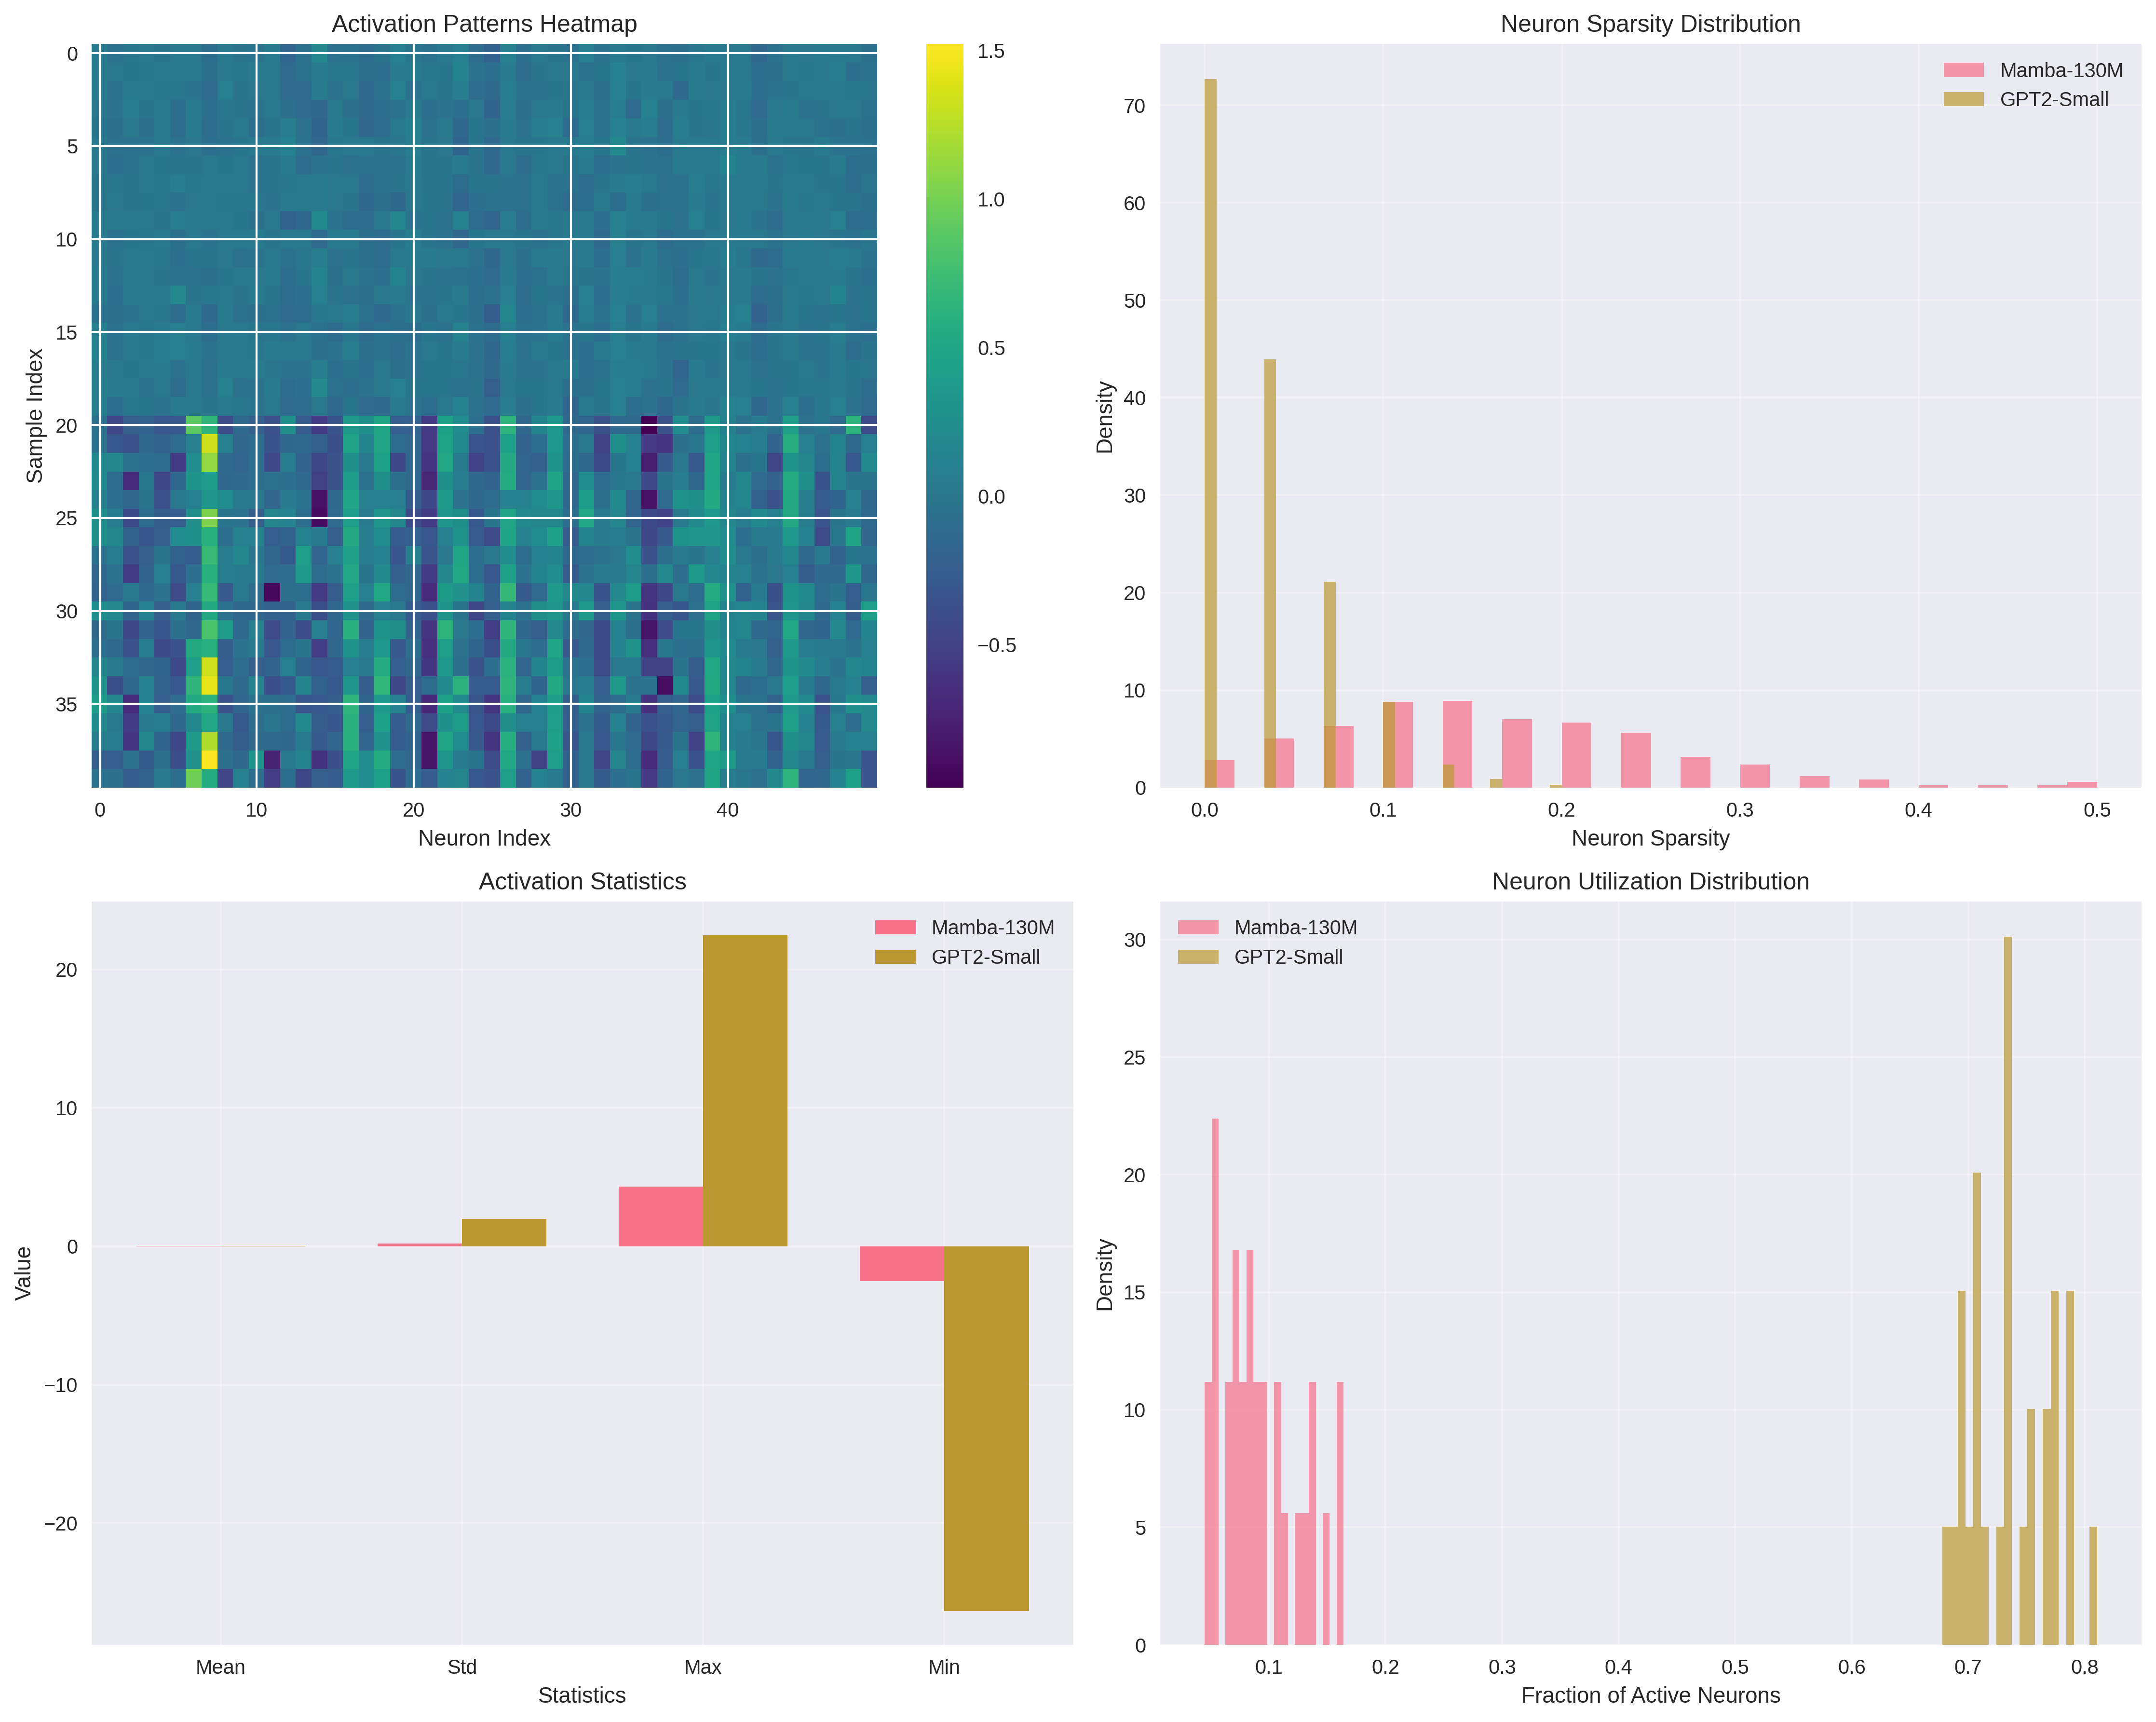 Activation Patterns Heatmap
0
5
10
15
20
25
30
35
Sample Index
0
10
20
30
40
Neuron Index
1.5
1.0
0.5
0.0
−0.5
Neuron Sparsity Distribution
Mamba-130M
GPT2-Small
70
60
50
40
30
20
10
0
Density
0.0
0.1
0.2
0.3
0.4
0.5
Neuron Sparsity
Activation Statistics
Mamba-130M
GPT2-Small
20
10
0
−10
−20
Value
Mean
Std
Max
Min
Statistics
Neuron Utilization Distribution
Mamba-130M
GPT2-Small
30
25
20
15
10
5
0
Density
0.1
0.2
0.3
0.4
0.5
0.6
0.7
0.8
Fraction of Active Neurons